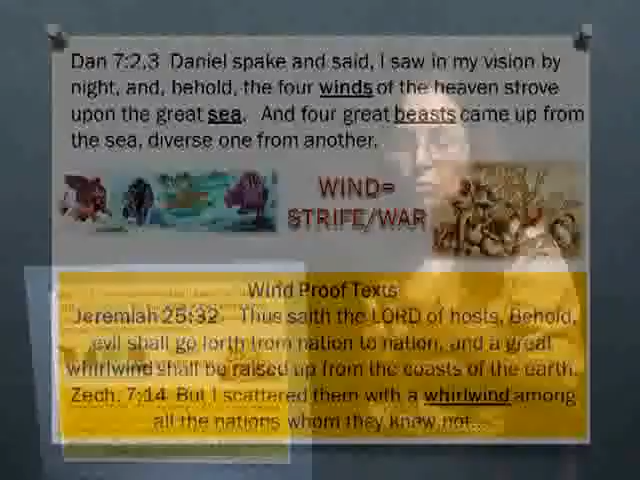 Dan 7:2,3 Daniel spake and said, I saw in my vision by
night, and, behold, the four winds of the heaven strove
upon the great sea. And four great beasts came up from
the sea, diverse one from another.
WIND=
STRIFE/WAR
Wind Proof Texts
Jeremiah 25:32. Thus saith the LORD of hosts, Behold,
evil shall go forth from nation to nation, and a great
whirlwind shall be raised up from the coasts of the earth.
Zech. 7:14 But I scattered them with a whirlwind among
all the nations whom they knew not...